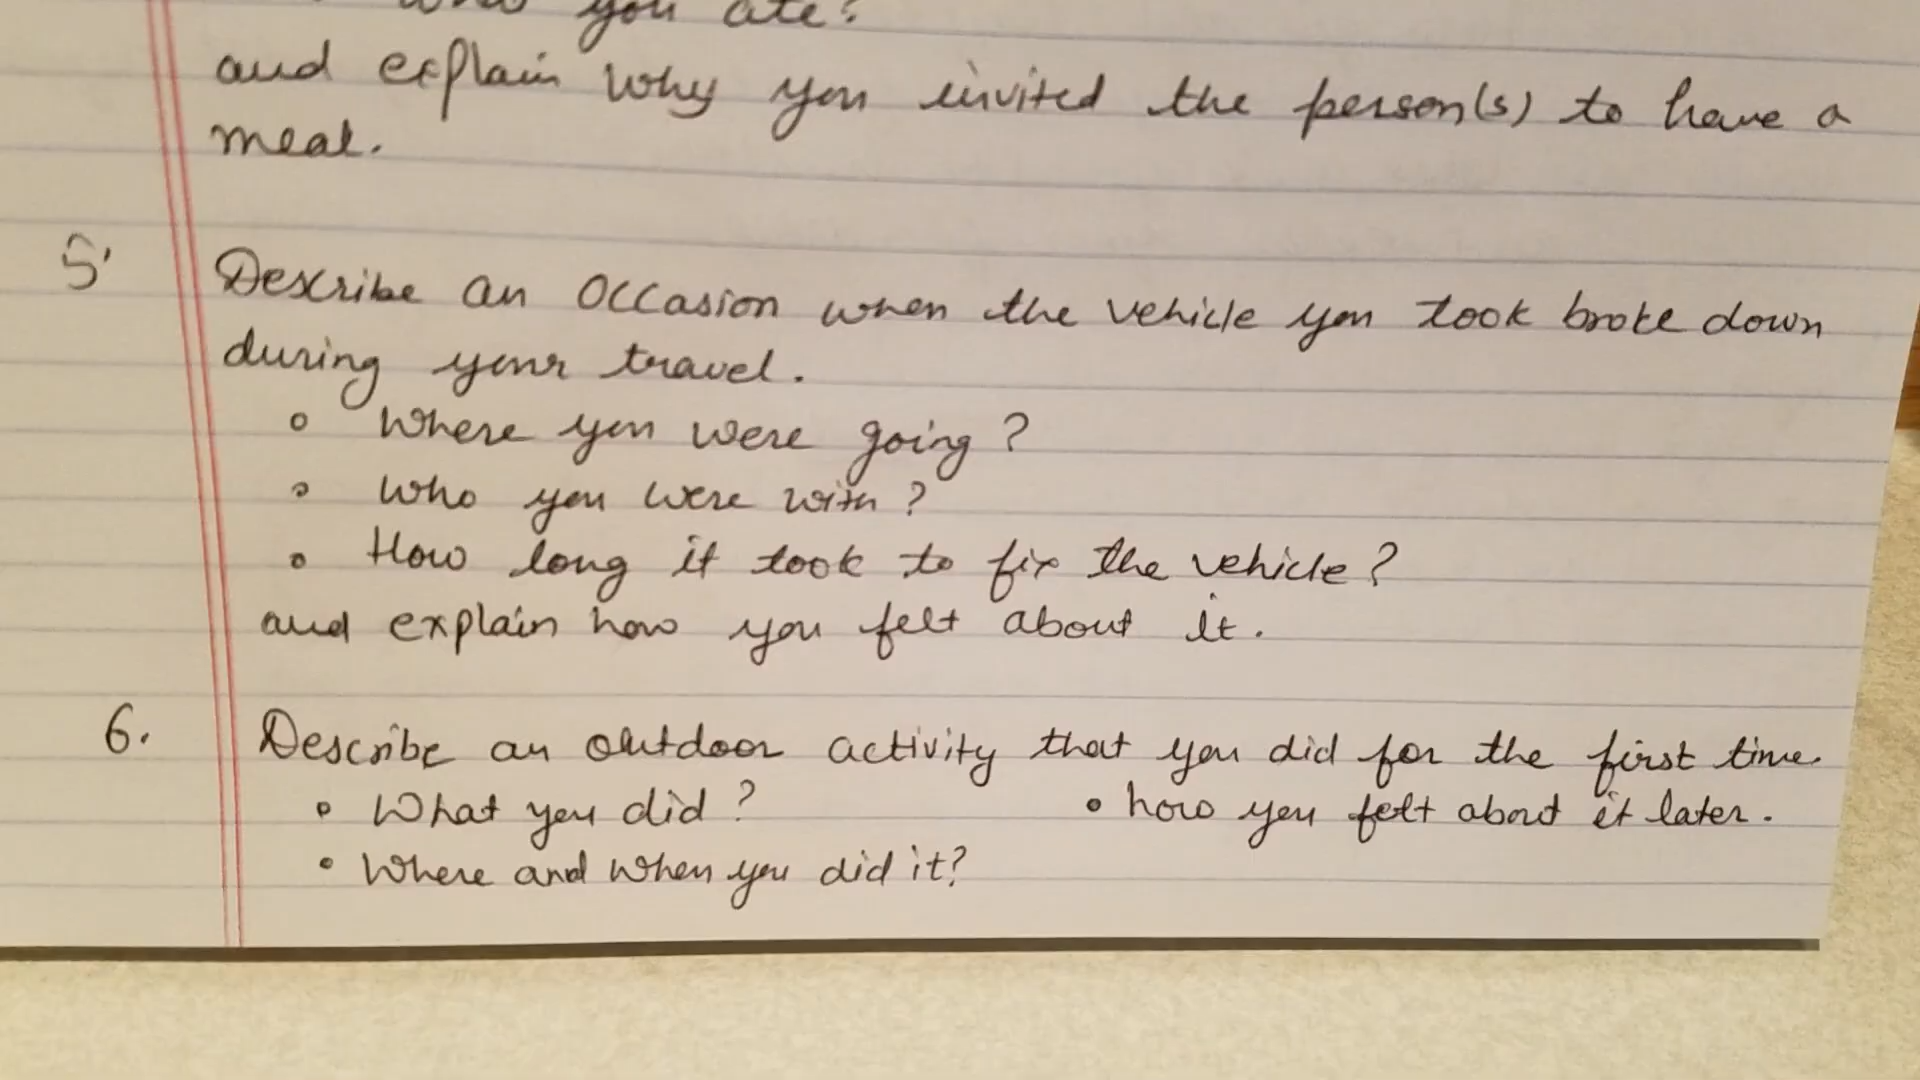 you ate?
and explain why you invited the person(s) to have a
meal.
5. Describe an occasion when the vehicle you took broke down
during your travel.
o Where you were going?
o Who you were with?
o How long it took to fix the vehicle?
and explain how you felt about it.
6. Describe an outdoor activity that you did for the first time.
• What you did? • how you felt about it later.
• Where and when you did it?